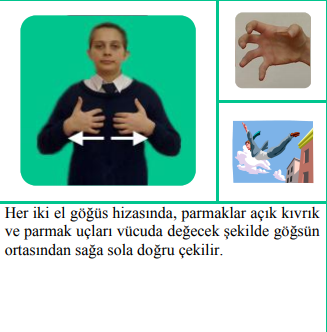 Her iki el göğüs hizasında, parmaklar açık kıvrık
ve parmak uçları vücuda değecek şekilde göğsün
ortasından sağa sola doğru çekilir.